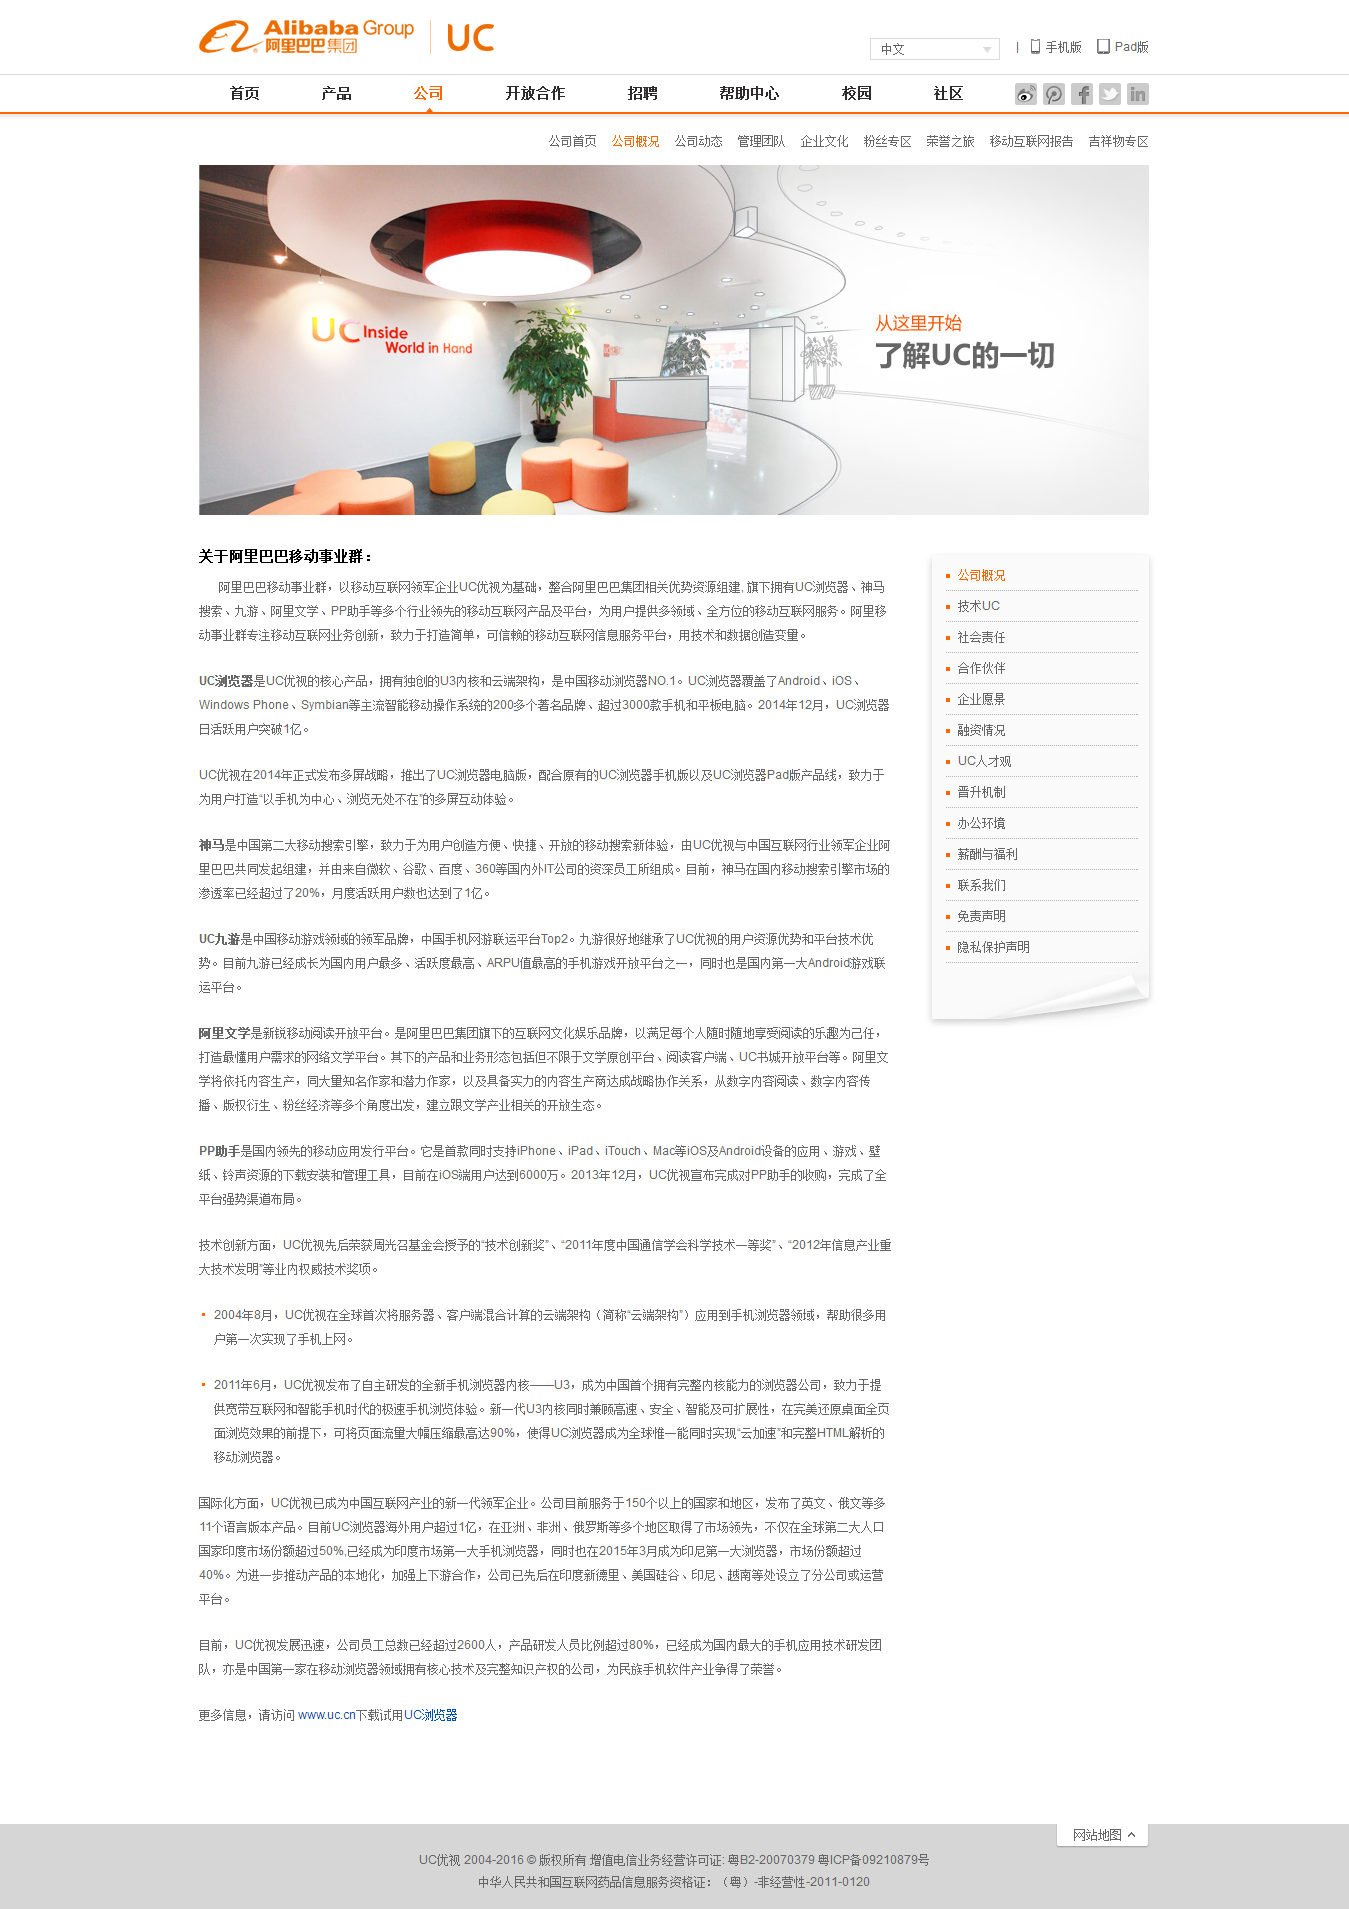 Alibaba Group
阿里巴巴集团
UC
中文
手机版
Pad版
首页 产品 公司 开放合作 招聘 帮助中心 校园 社区
公司首页 公司概况 公司动态 管理团队 企业文化 粉丝专区 荣誉之旅 移动互联网报告 吉祥物专区
UC Inside
World in Hand
从这里开始
了解UC的一切
关于阿里巴巴移动事业群：
阿里巴巴移动事业群，以移动互联网领军企业UC优视为基础，整合阿里巴巴集团相关优势资源组建, 旗下拥有UC浏览器、神马
搜索、九游、阿里文学、PP助手等多个行业领先的移动互联网产品及平台，为用户提供多领域、全方位的移动互联网服务。阿里移
动事业群专注移动互联网业务创新，致力于打造简单，可信赖的移动互联网信息服务平台，用技术和数据创造变量。
UC浏览器是UC优视的核心产品，拥有独创的U3内核和云端架构，是中国移动浏览器NO.1。UC浏览器覆盖了Android、iOS、
Windows Phone、Symbian等主流智能移动操作系统的200多个著名品牌、超过3000款手机和平板电脑。2014年12月，UC浏览器
日活跃用户突破1亿。
UC优视在2014年正式发布多屏战略，推出了UC浏览器电脑版，配合原有的UC浏览器手机版以及UC浏览器Pad版产品线，致力于
为用户打造“以手机为中心、浏览无处不在”的多屏互动体验。
神马是中国第二大移动搜索引擎，致力于为用户创造方便、快捷、开放的移动搜索新体验，由UC优视与中国互联网行业领军企业阿
里巴巴共同发起组建，并由来自微软、谷歌、百度、360等国内外IT公司的资深员工所组成。目前，神马在国内移动搜索引擎市场的
渗透率已经超过了20%，月度活跃用户数也达到了1亿。
UC九游是中国移动游戏领域的领军品牌，中国手机网游联运平台Top2。九游很好地继承了UC优视的用户资源优势和平台技术优
势。目前九游已经成长为国内用户最多、活跃度最高、ARPU值最高的手机游戏开放平台之一，同时也是国内第一大Android游戏联
运平台。
阿里文学是新锐移动阅读开放平台。是阿里巴巴集团旗下的互联网文化娱乐品牌，以满足每个人随时随地享受阅读的乐趣为己任，
打造最懂用户需求的网络文学平台。其下的产品和业务形态包括但不限于文学原创平台、阅读客户端、UC书城开放平台等。阿里文
学将依托内容生产，同大量知名作家和潜力作家，以及具备实力的内容生产商达成战略协作关系，从数字内容阅读、数字内容传
播、版权衍生、粉丝经济等多个角度出发，建立跟文学产业相关的开放生态。
PP助手是国内领先的移动应用发行平台。它是首款同时支持iPhone、iPad、iTouch、Mac等iOS及Android设备的应用、游戏、壁
纸、铃声资源的下载安装和管理工具，目前在iOS端用户达到6000万。2013年12月，UC优视宣布完成对PP助手的收购，完成了全
平台强势渠道布局。
技术创新方面，UC优视先后荣获周光召基金会授予的“技术创新奖”、“2011年度中国通信学会科学技术一等奖”、“2012年信息产业重
大技术发明”等业内权威技术奖项。
2004年8月，UC优视在全球首次将服务器、客户端混合计算的云端架构（简称“云端架构”）应用到手机浏览器领域，帮助很多用
户第一次实现了手机上网。
2011年6月，UC优视发布了自主研发的全新手机浏览器内核——U3，成为中国首个拥有完整内核能力的浏览器公司，致力于提
供宽带互联网和智能手机时代的极速手机浏览体验。新一代U3内核同时兼顾高速、安全、智能及可扩展性，在完美还原桌面全页
面浏览效果的前提下，可将页面流量大幅压缩最高达90%，使得UC浏览器成为全球惟一能同时实现“云加速”和完整HTML解析的
移动浏览器。
国际化方面，UC优视已成为中国互联网产业的新一代领军企业。公司目前服务于150个以上的国家和地区，发布了英文、俄文等多
11个语言版本产品。目前UC浏览器海外用户超过1亿，在亚洲、非洲、俄罗斯等多个地区取得了市场领先，不仅在全球第二大人口
国家印度市场份额超过50%,已经成为印度市场第一大手机浏览器，同时也在2015年3月成为印尼第一大浏览器，市场份额超过
40%。为进一步推动产品的本地化，加强上下游合作，公司已先后在印度新德里、美国硅谷、印尼、越南等处设立了分公司或运营
平台。
目前，UC优视发展迅速，公司员工总数已经超过2600人，产品研发人员比例超过80%，已经成为国内最大的手机应用技术研发团
队，亦是中国第一家在移动浏览器领域拥有核心技术及完整知识产权的公司，为民族手机软件产业争得了荣誉。
更多信息，请访问 www.uc.cn下载试用UC浏览器
公司概况
技术UC
社会责任
合作伙伴
企业愿景
融资情况
UC人才观
晋升机制
办公环境
薪酬与福利
联系我们
免责声明
隐私保护声明
网站地图
UC优视 2004-2016 © 版权所有 增值电信业务经营许可证: 粤B2-20070379 粤ICP备09210879号
中华人民共和国互联网药品信息服务资格证：（粤）-非经营性-2011-0120